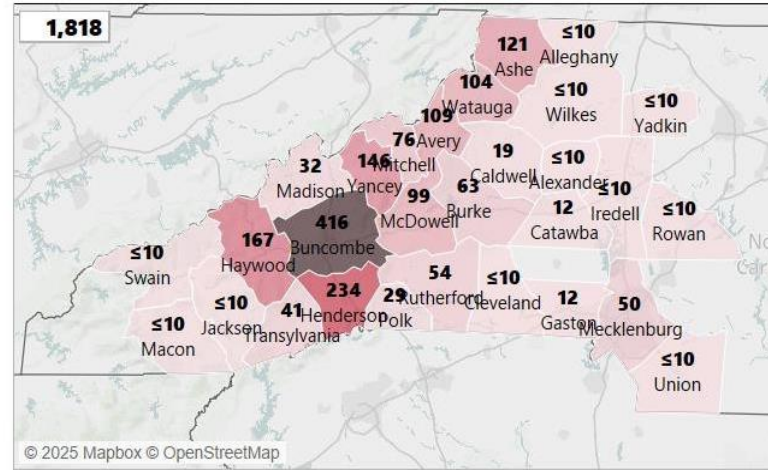 1,818
121
Ashe
≤10
Alleghany
104
Watauga
≤10
Wilkes
≤10
Yadkin
109
Avery
76
Mitchell
146
Yancey
32
Madison
19
Caldwell
≤10
Alexander
≤10
Iredell
99
McDowell
63
Burke
12
Catawba
≤10
Rowan
416
Buncombe
167
Haywood
≤10
Swain
234
Henderson
29
Polk
54
Rutherford
≤10
Cleveland
12
Gaston
50
Mecklenburg
≤10
Jackson
41
Transylvania
≤10
Macon
≤10
Union
No
Car
© 2025 Mapbox © OpenStreetMap